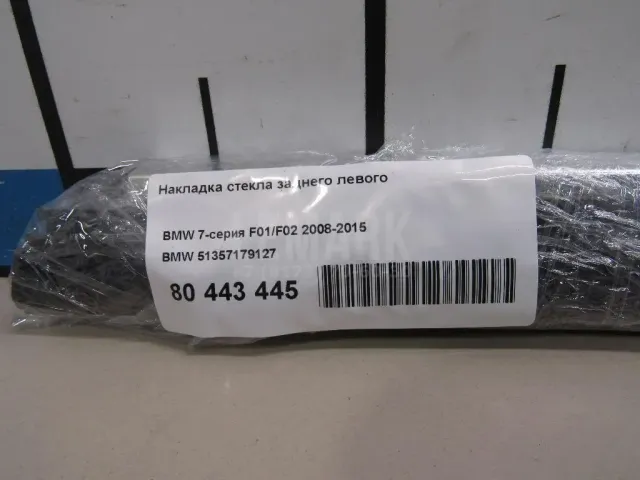 Накладка стекла заднего левого
BMW 7-серия F01/F02 2008-2015
BMW 51357179127
80 443 445